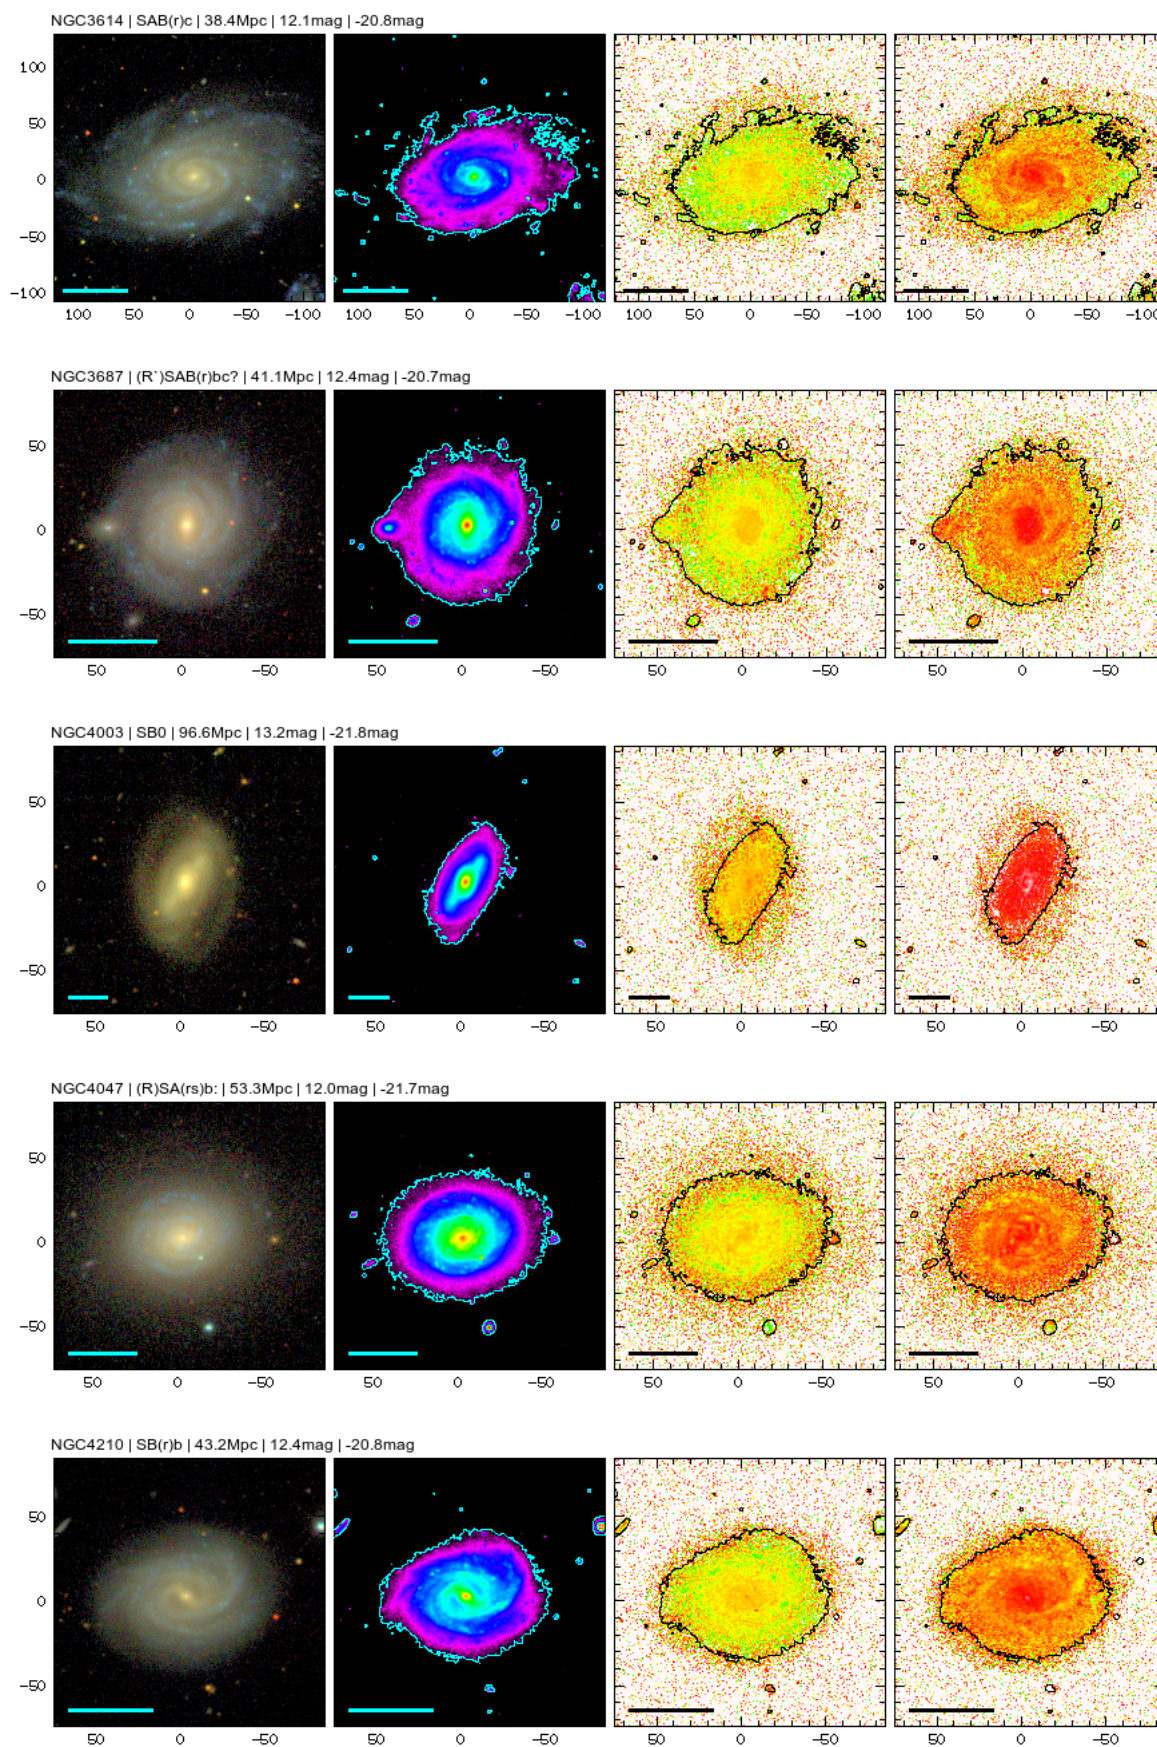 NGC3614 | SAB(r)c | 38.4Mpc | 12.1mag | -20.8mag
100
50
0
-50
-100
100 50 0 -50 -100 100 50 0 -50 -100 100 50 0 -50 -100 100 50 0 -50 -100
NGC3687 | (R`)SAB(r)bc? | 41.1Mpc | 12.4mag | -20.7mag
50
0
-50
50 0 -50 50 0 -50 50 0 -50 50 0 -50
NGC4003 | SB0 | 96.6Mpc | 13.2mag | -21.8mag
50
0
-50
50 0 -50 50 0 -50 50 0 -50 50 0 -50
NGC4047 | (R)SA(rs)b: | 53.3Mpc | 12.0mag | -21.7mag
50
0
-50
50 0 -50 50 0 -50 50 0 -50 50 0 -50
NGC4210 | SB(r)b | 43.2Mpc | 12.4mag | -20.8mag
50
0
-50
50 0 -50 50 0 -50 50 0 -50 50 0 -50